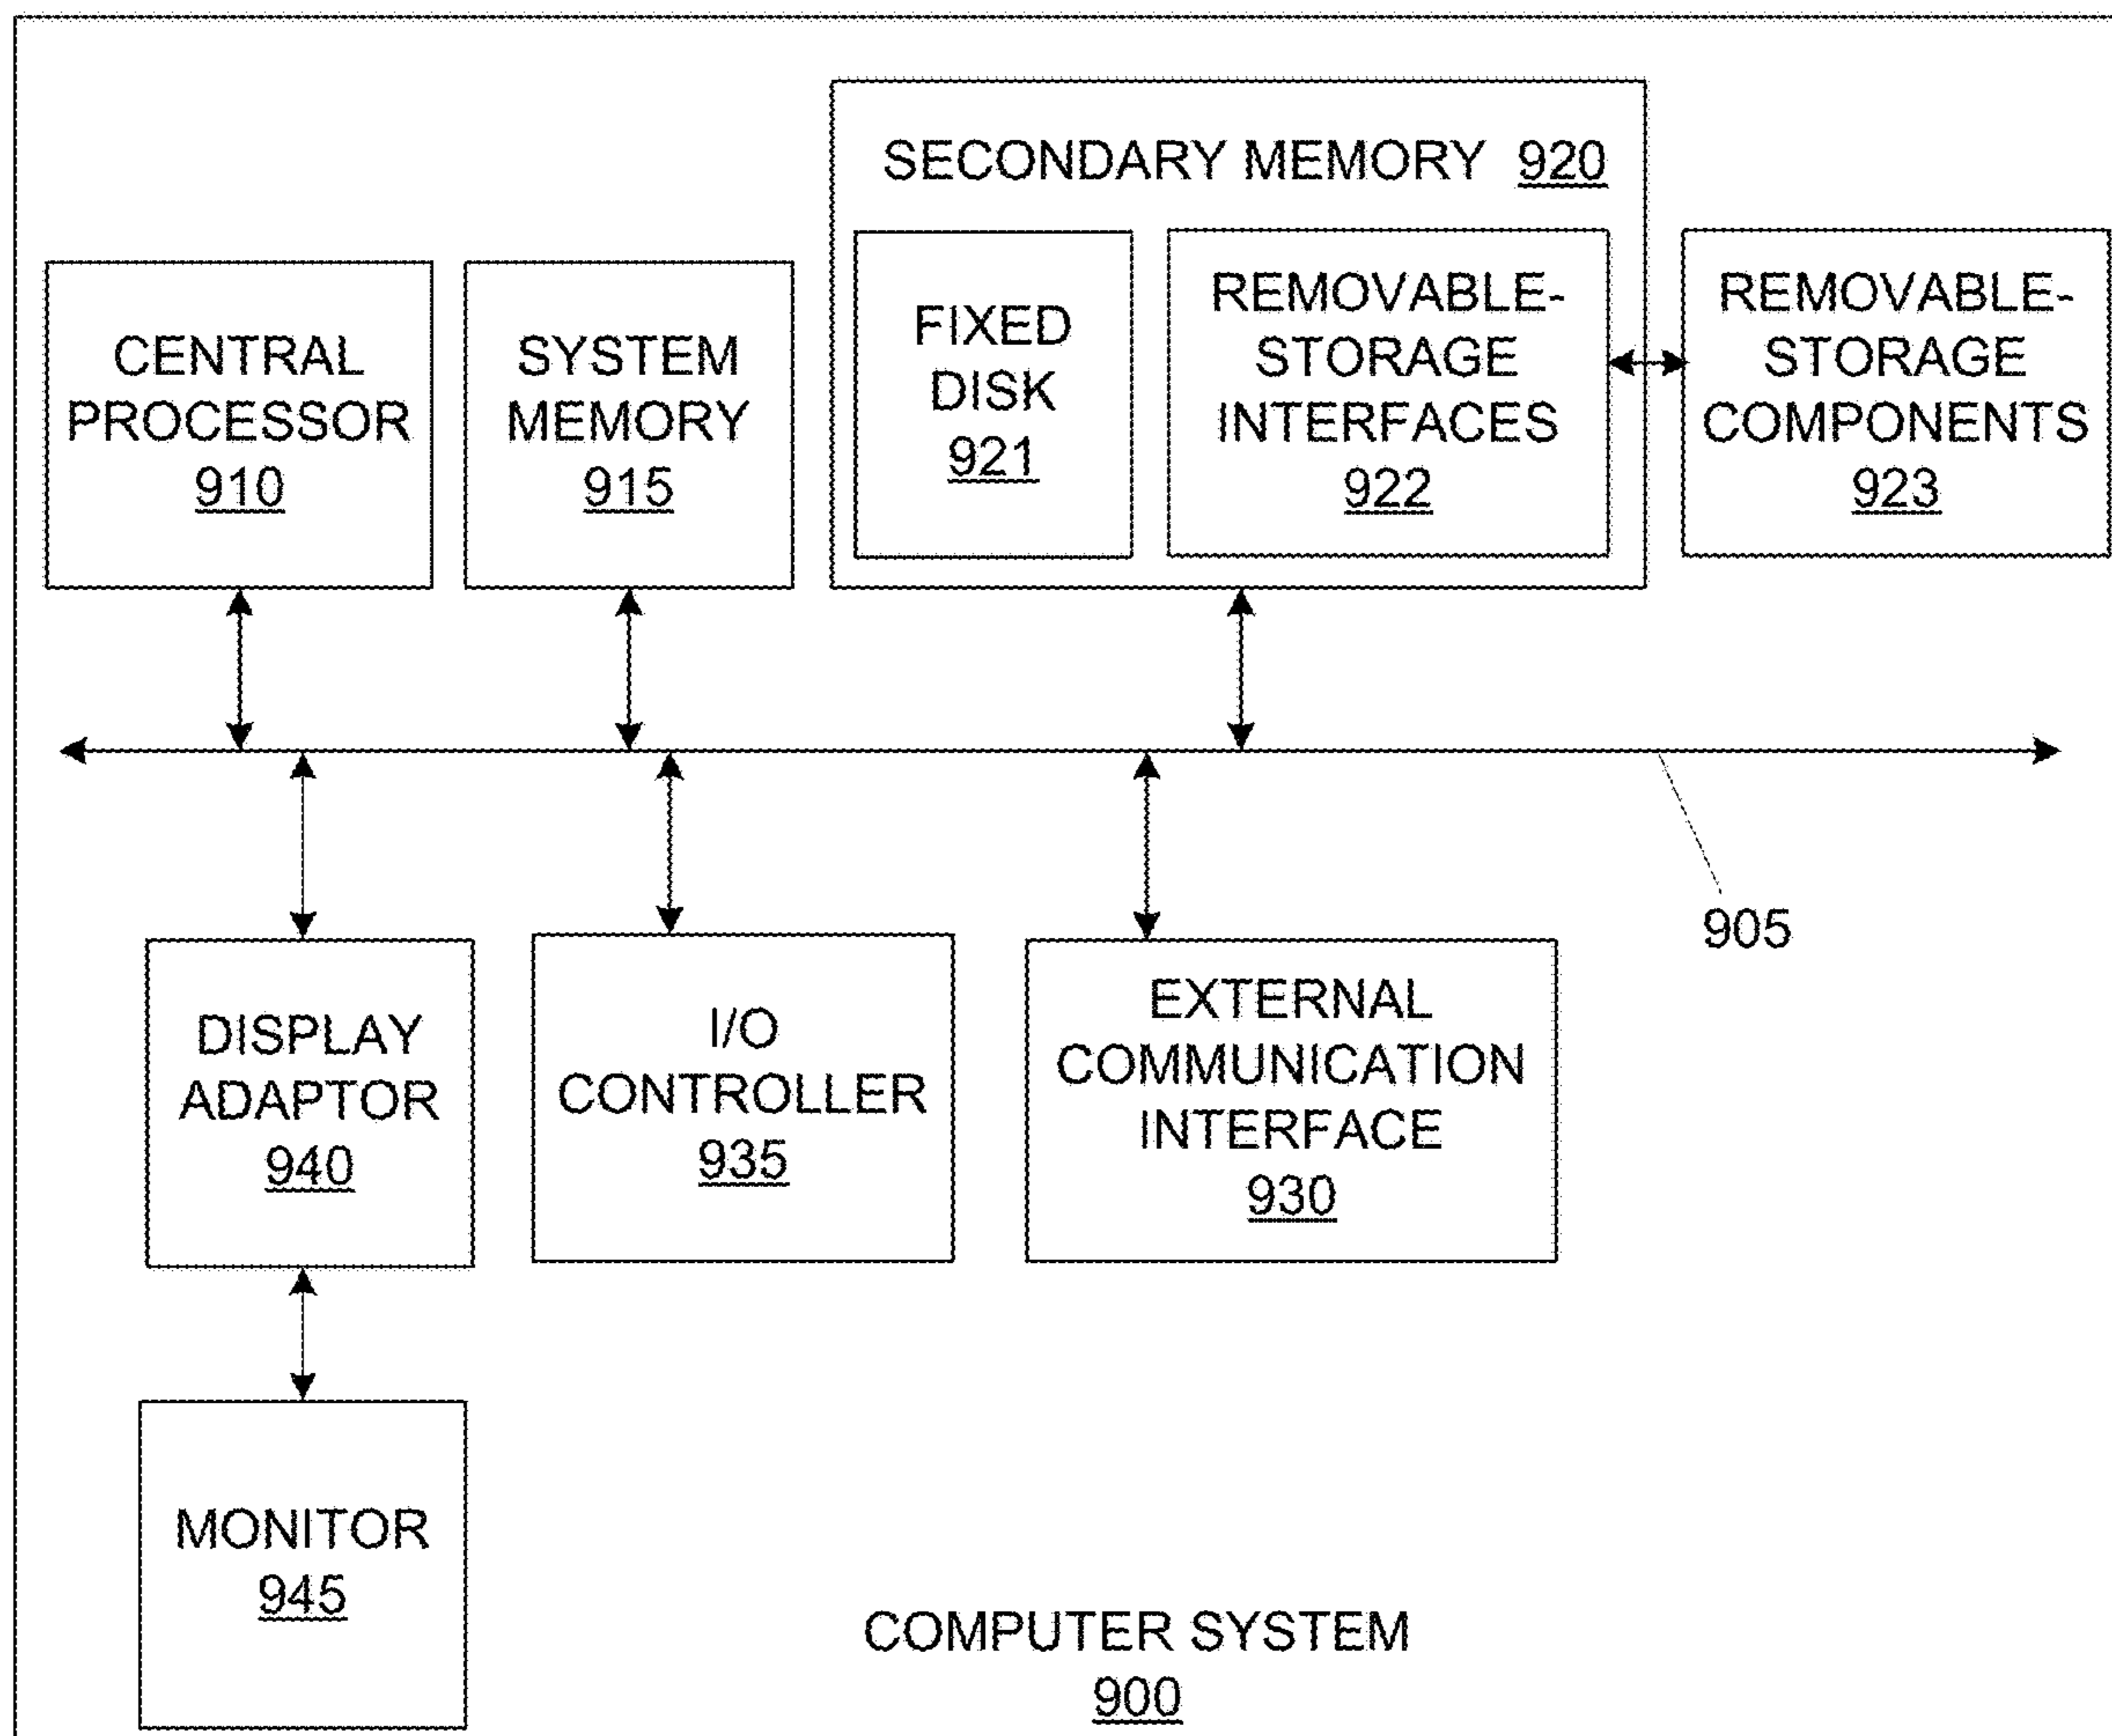 SECONDARY MEMORY 920
CENTRAL
PROCESSOR
910
SYSTEM
MEMORY
915
FIXED
DISK
921
REMOVABLE-
STORAGE
INTERFACES
922
REMOVABLE-
STORAGE
COMPONENTS
923
905
DISPLAY
ADAPTOR
940
I/O
CONTROLLER
935
EXTERNAL
COMMUNICATION
INTERFACE
930
MONITOR
945
COMPUTER SYSTEM
900